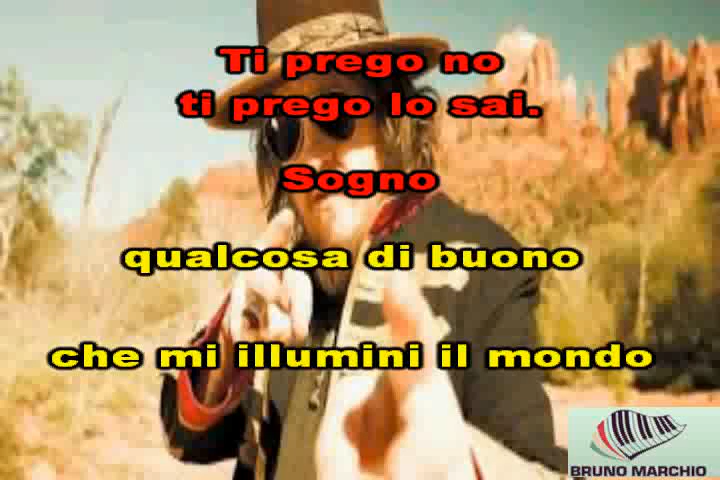 Ti prego no
ti prego lo sai.
Sogno
qualcosa di buono
che mi illumini il mondo
BRUNO MARCHIO